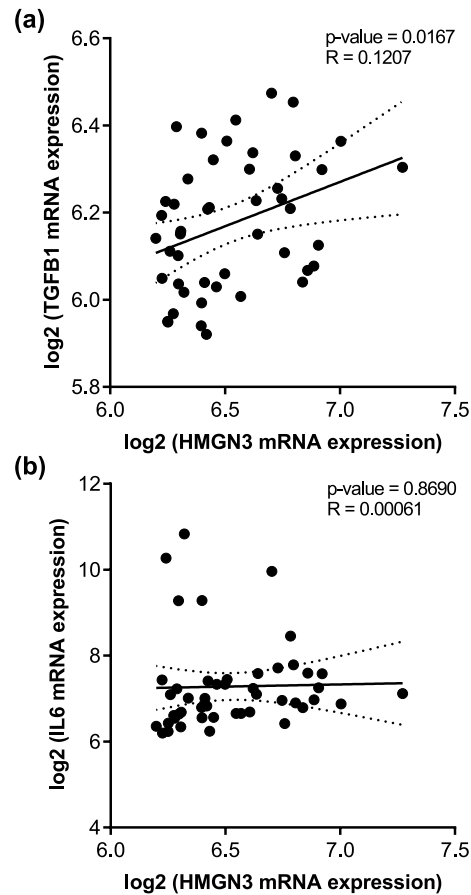 (a)
p-value = 0.0167
R = 0.1207
log2 (TGFB1 mRNA expression)
6.6
6.4
6.2
6.0
5.8
6.0 6.5 7.0 7.5
log2 (HMGN3 mRNA expression)
(b)
p-value = 0.8690
R = 0.00061
log2 (IL6 mRNA expression)
12
10
8
6
4
6.0 6.5 7.0 7.5
log2 (HMGN3 mRNA expression)